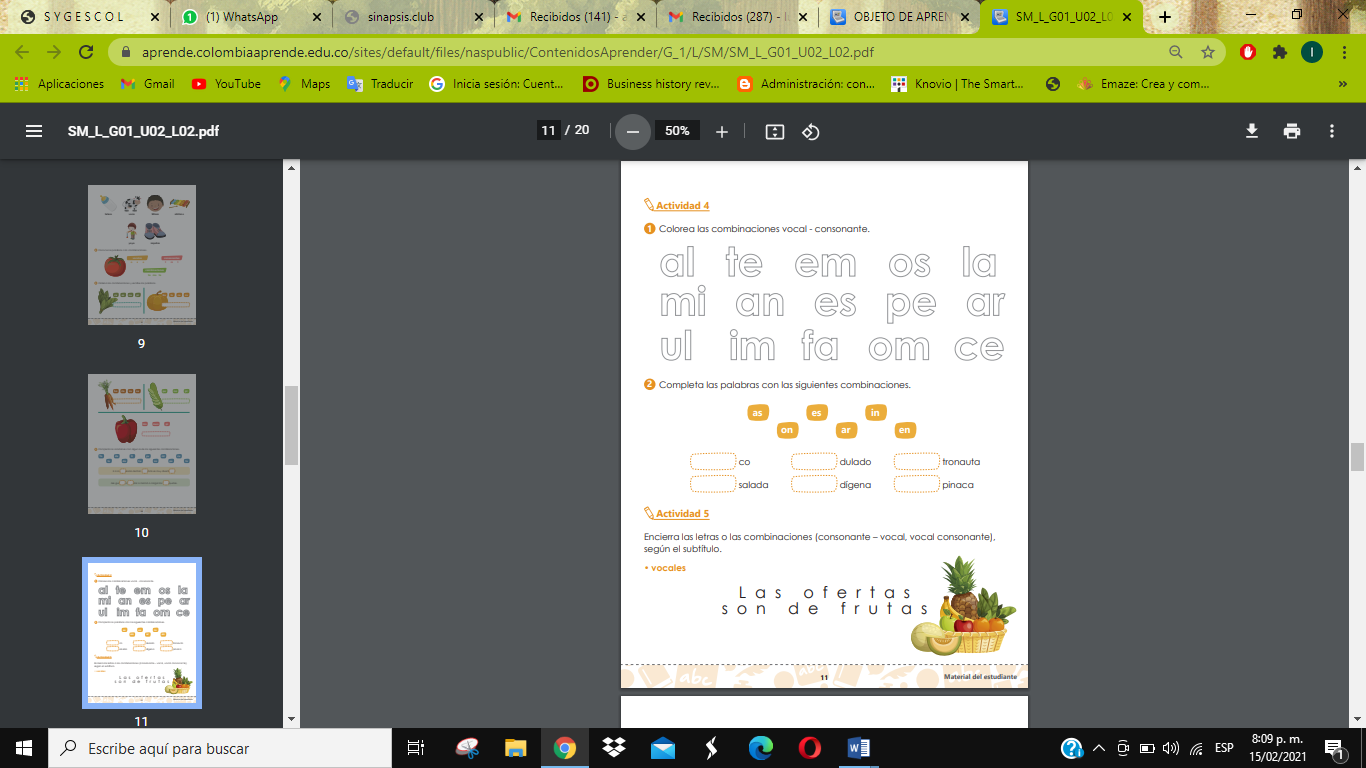 S Y G E S C O L
(1) WhatsApp
sinapsis.club
Recibidos (141) - a
Recibidos (287) - l
OBJETO DE APREN
SM_L_G01_U02_L0
aprende.colombiaaprende.edu.co/sites/default/files/naspublic/ContenidosAprender/G_1/L/SM/SM_L_G01_U02_L02.pdf
I
Aplicaciones
Gmail
YouTube
Maps
Traducir
Inicia sesión: Cuent...
Business history rev...
Administración: con...
Knovio | The Smart...
Emaze: Crea y com...
SM_L_G01_U02_L02.pdf
11 / 20
50%
9
10
11
Actividad 4
1 Colorea las combinaciones vocal - consonante.
al te em os la
mi an es pe ar
ul im fa om ce
2 Completa las palabras con las siguientes combinaciones.
as es in
on ar en
co dulado tronauta
salada dígena pinaca
Actividad 5
Encierra las letras o las combinaciones (consonante – vocal, vocal consonante),
según el subtítulo.
• vocales
Las ofertas
son de frutas
abc
11
Material del estudiante
Escribe aquí para buscar
ESP
8:09 p. m.
15/02/2021
1